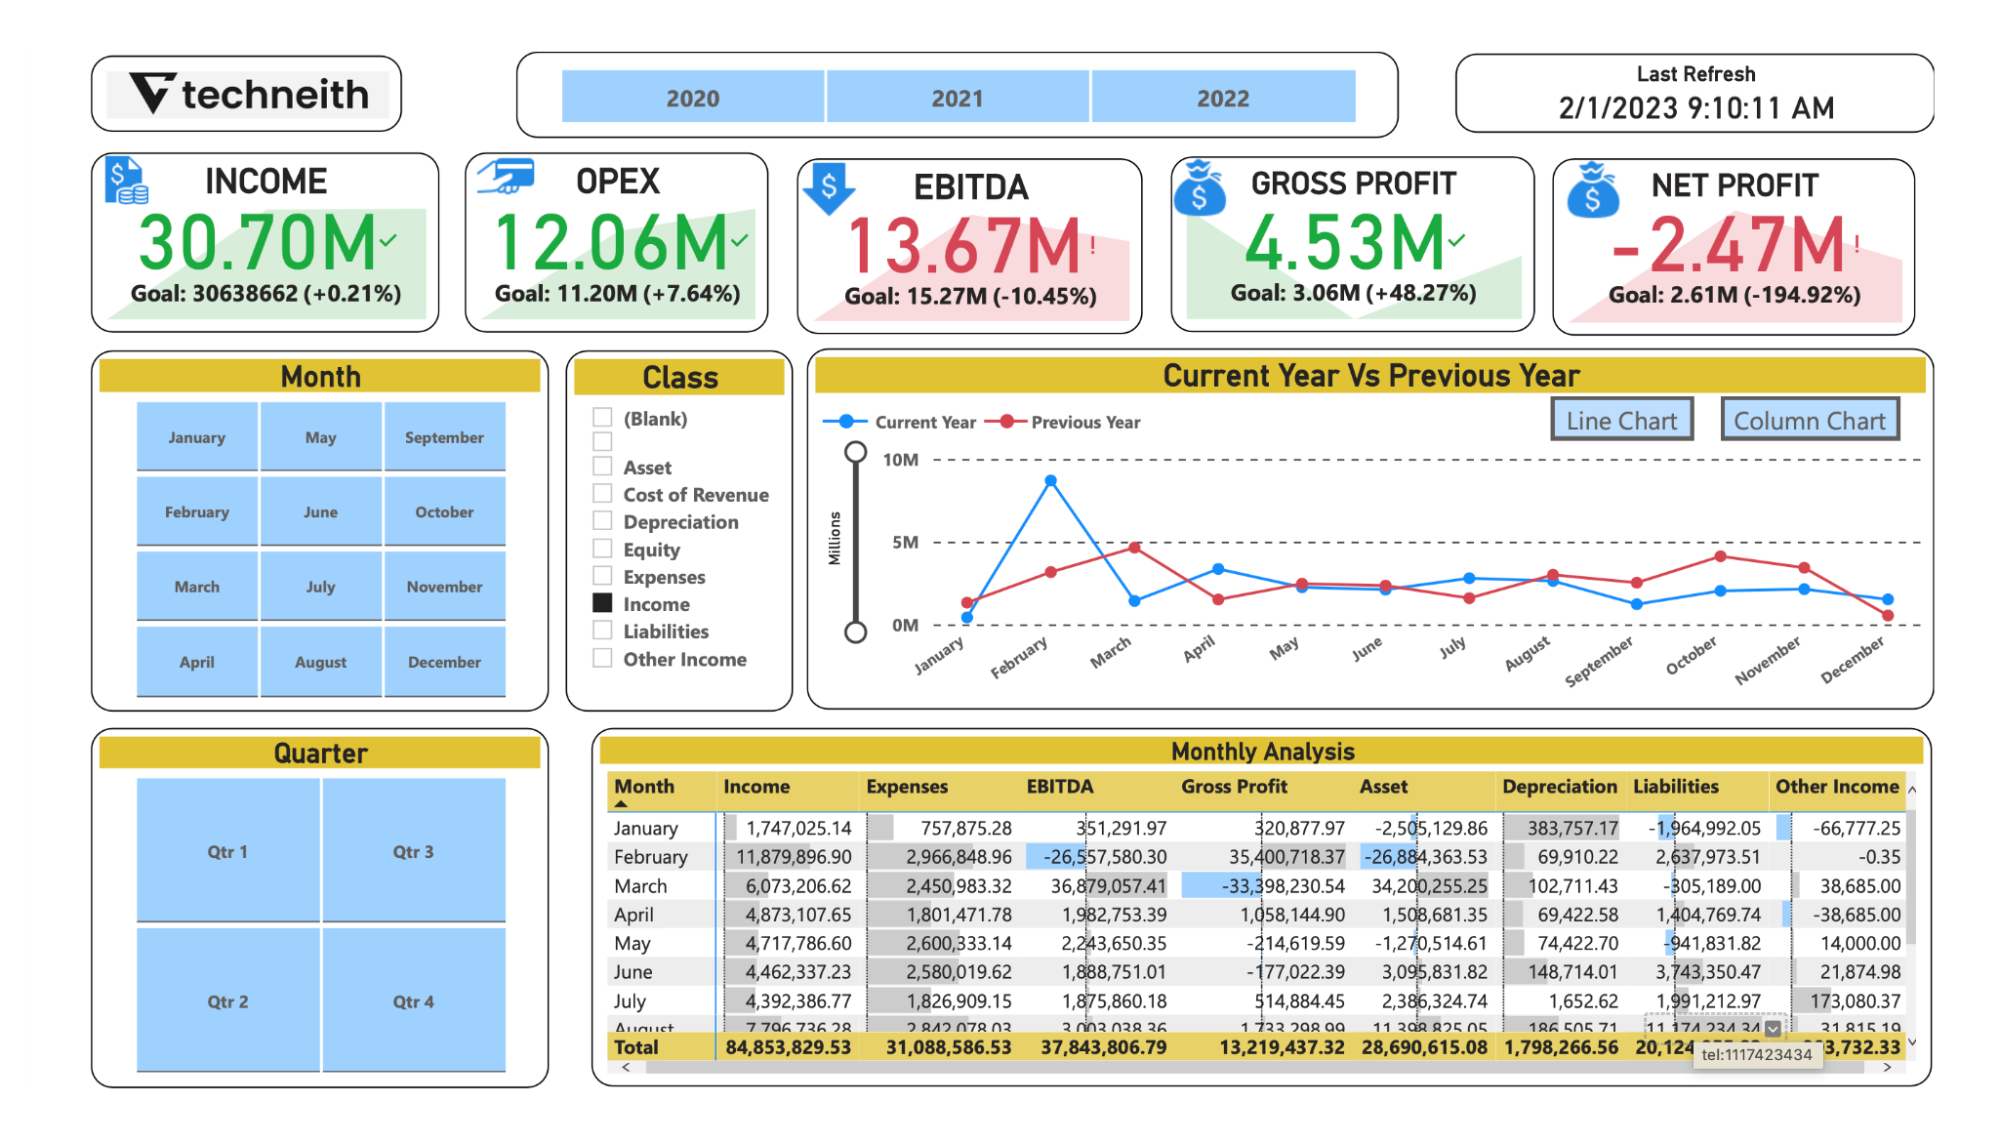 techneith
2020 2021 2022
Last Refresh
2/1/2023 9:10:11 AM
INCOME
30.70M
Goal: 30638662 (+0.21%)
OPEX
12.06M
Goal: 11.20M (+7.64%)
EBITDA
13.67M!
Goal: 15.27M (-10.45%)
GROSS PROFIT
4.53M
Goal: 3.06M (+48.27%)
NET PROFIT
-2.47M!
Goal: 2.61M (-194.92%)
Month
January May September
February June October
March July November
April August December
Class
(Blank)
Asset
Cost of Revenue
Depreciation
Equity
Expenses
Income
Liabilities
Other Income
Current Year Vs Previous Year
Current Year Previous Year
Line Chart Column Chart
Millions
10M
5M
0M
January February March April May June July August September October November December
Quarter
Qtr 1 Qtr 3
Qtr 2 Qtr 4
Monthly Analysis
Month Income Expenses EBITDA Gross Profit Asset Depreciation Liabilities Other Income
January 1,747,025.14 757,875.28 351,291.97 320,877.97 -2,505,129.86 383,757.17 -1,964,992.05 -66,777.25
February 11,879,896.90 2,966,848.96 -26,557,580.30 35,400,718.37 -26,884,363.53 69,910.22 2,637,973.51 -0.35
March 6,073,206.62 2,450,983.32 36,879,057.41 -33,398,230.54 34,200,255.25 102,711.43 -305,189.00 38,685.00
April 4,873,107.65 1,801,471.78 1,982,753.39 1,058,144.90 1,508,681.35 69,422.58 1,404,769.74 -38,685.00
May 4,717,786.60 2,600,333.14 2,243,650.35 -214,619.59 -1,270,514.61 74,422.70 -941,831.82 14,000.00
June 4,462,337.23 2,580,019.62 1,888,751.01 -177,022.39 3,095,831.82 148,714.01 3,743,350.47 21,874.98
July 4,392,386.77 1,826,909.15 1,875,860.18 514,884.45 2,386,324.74 1,652.62 1,991,212.97 173,080.37
August 7,796,736.28 2,842,078.03 3,003,038.36 1,733,298.99 11,398,825.05 186,505.71 11,174,234.34 31,815.19
Total 84,853,829.53 31,088,586.53 37,843,806.79 13,219,437.32 28,690,615.08 1,798,266.56
tel:1117423434